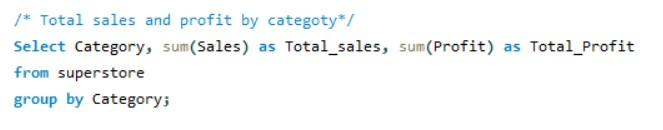 /* Total sales and profit by categoty*/
Select Category, sum(Sales) as Total_sales, sum(Profit) as Total_Profit
from superstore
group by Category;